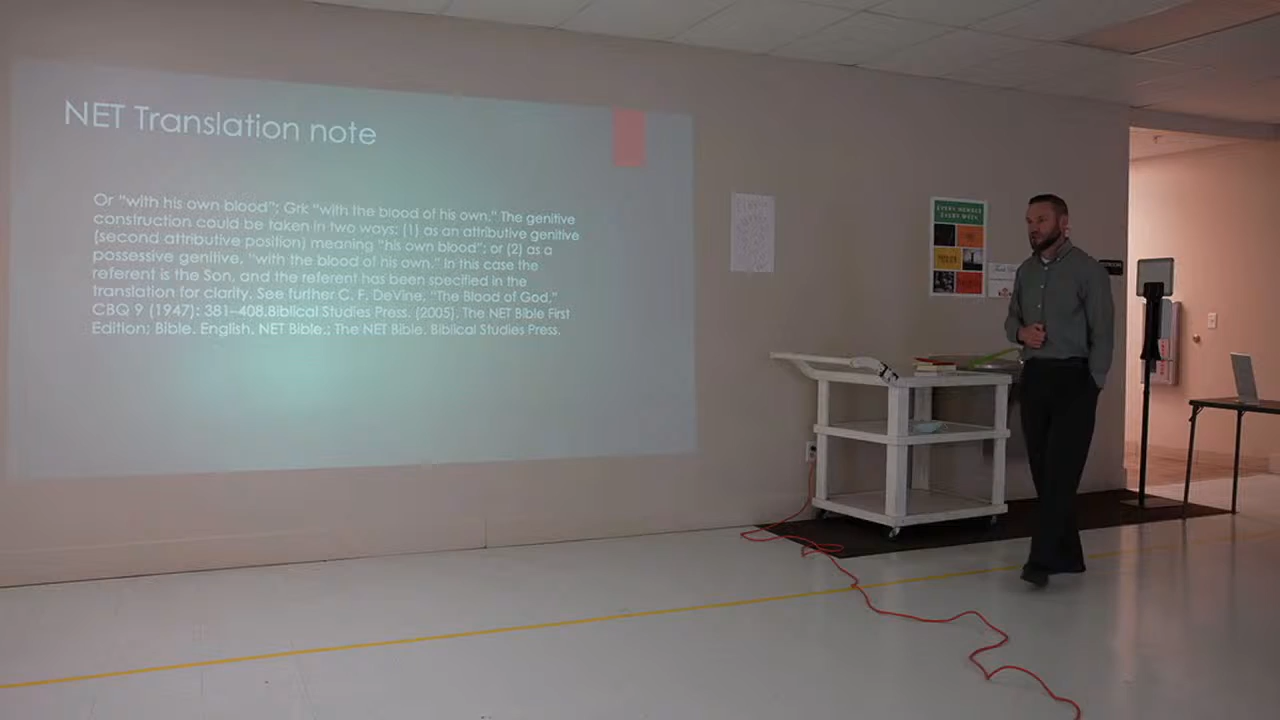 NET Translation note
Or "with his own blood"; Grk "with the blood of his own." The genitive
construction could be taken in two ways: (1) as an attributive genitive
(second attributive position) meaning "his own blood"; or (2) as a
possessive genitive, "with the blood of his own." In this case the
referent is the Son, and the referent has been specified in the
translation for clarity. See further C. F. DeVine, "The Blood of God,"
CBQ 9 (1947): 381–408.Biblical Studies Press. (2005). The NET Bible First
Edition; Bible. English. NET Bible.; The NET Bible. Biblical Studies Press.
EVERY MEMBER
EVERY WEEK